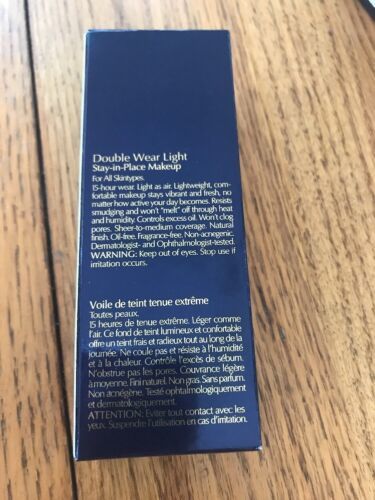 Double Wear Light
Stay-in-Place Makeup
For All Skintypes.
15-hour wear. Light as air. Lightweight, com-
fortable makeup stays vibrant and fresh, no
matter how active your day becomes. Resists
smudging and won't "melt" off through heat
and humidity. Controls excess oil. Won't clog
pores. Sheer-to-medium coverage. Natural
finish. Oil-free. Fragrance-free. Non-acnegenic.
Dermatologist- and Ophthalmologist-tested.
WARNING: Keep out of eyes. Stop use if
irritation occurs.
Voile de teint tenue extrême
Toutes peaux.
15 heures de tenue extrême. Léger comme
l'air. Ce fond de teint lumineux et confortable
offre un teint frais et radieux tout au long de la
journée. Ne coule pas et résiste à l'humidité
et à la chaleur. Contrôle l'excès de sébum.
N'obstrue pas les pores. Couvrance légère
à moyenne. Fini naturel. Non gras. Sans parfum.
Non acnégène. Testé ophtalmologiquement
et dermatologiquement.
ATTENTION: Éviter tout contact avec les
yeux. Suspendre l'utilisation en cas d'irritation.